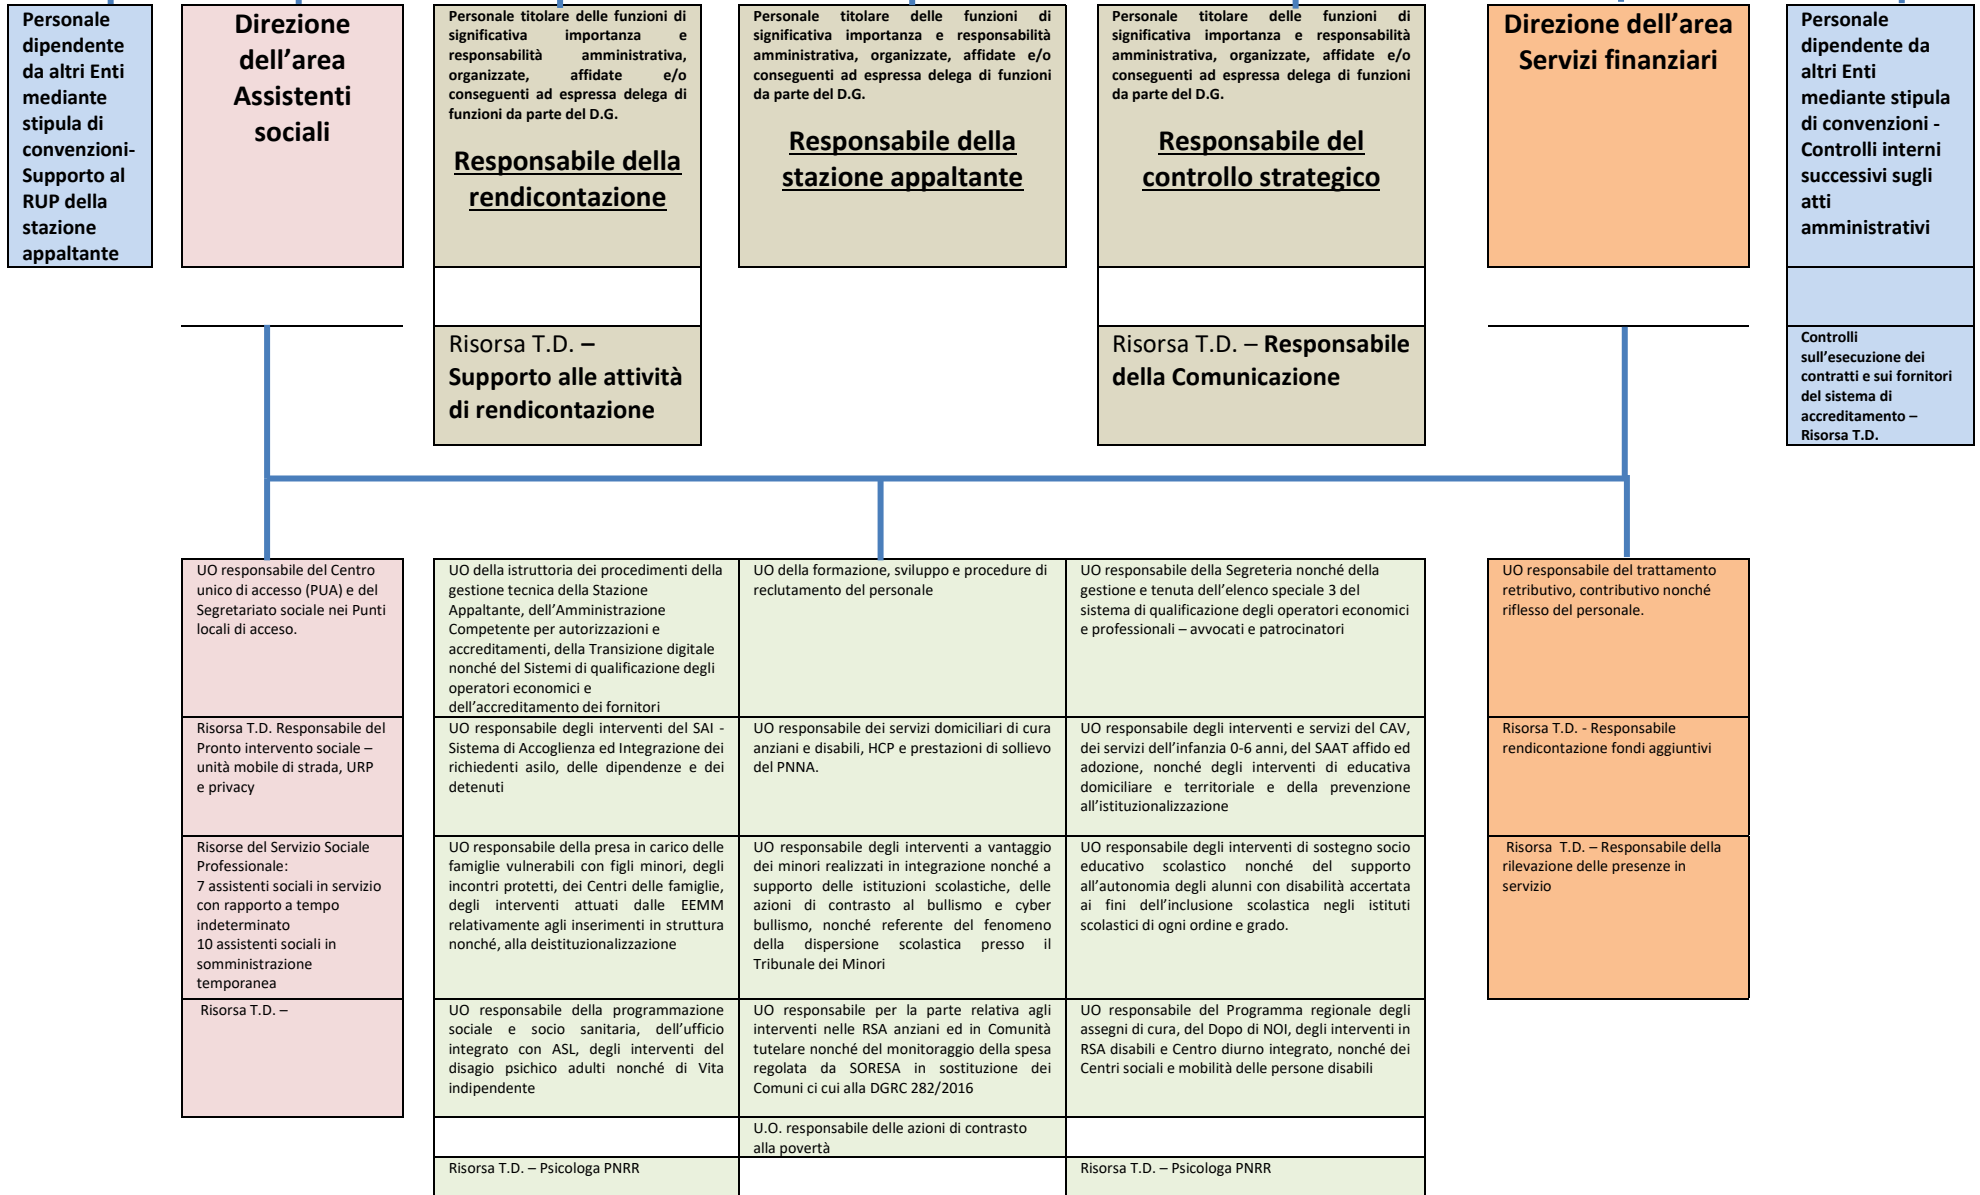 Personale
dipendente
da altri Enti
mediante
stipula di
convenzioni-
Supporto al
RUP della
stazione
appaltante
Direzione
dell’area
Assistenti
sociali
Personale titolare delle funzioni di
significativa importanza e
responsabilità amministrativa,
organizzate, affidate e/o
conseguenti ad espressa delega di
funzioni da parte del D.G.
Responsabile della
rendicontazione
Personale titolare delle funzioni di
significativa importanza e responsabilità
amministrativa, organizzate, affidate e/o
conseguenti ad espressa delega di funzioni
da parte del D.G.
Responsabile della
stazione appaltante
Personale titolare delle funzioni di
significativa importanza e responsabilità
amministrativa, organizzate, affidate e/o
conseguenti ad espressa delega di funzioni
da parte del D.G.
Responsabile del
controllo strategico
Direzione dell’area
Servizi finanziari
Personale
dipendente da
altri Enti
mediante stipula
di convenzioni -
Controlli interni
successivi sugli
atti
amministrativi
Risorsa T.D. –
Supporto alle attività
di rendicontazione
Risorsa T.D. – Responsabile
della Comunicazione
Controlli
sull’esecuzione dei
contratti e sui fornitori
del sistema di
accreditamento –
Risorsa T.D.
UO responsabile del Centro
unico di accesso (PUA) e del
Segretariato sociale nei Punti
locali di acceso.
UO della istruttoria dei procedimenti della
gestione tecnica della Stazione
Appaltante, dell’Amministrazione
Competente per autorizzazioni e
accreditamenti, della Transizione digitale
nonché del Sistemi di qualificazione degli
operatori economici e
dell’accreditamento dei fornitori
UO della formazione, sviluppo e procedure di
reclutamento del personale
UO responsabile della Segreteria nonché della
gestione e tenuta dell’elenco speciale 3 del
sistema di qualificazione degli operatori economici
e professionali – avvocati e patrocinatori
UO responsabile del trattamento
retributivo, contributivo nonché
riflesso del personale.
Risorsa T.D. Responsabile del
Pronto intervento sociale –
unità mobile di strada, URP
e privacy
UO responsabile degli interventi del SAI -
Sistema di Accoglienza ed Integrazione dei
richiedenti asilo, delle dipendenze e dei
detenuti
UO responsabile dei servizi domiciliari di cura
anziani e disabili, HCP e prestazioni di sollievo
del PNNA.
UO responsabile degli interventi e servizi del CAV,
dei servizi dell’infanzia 0-6 anni, del SAAT affido ed
adozione, nonché degli interventi di educativa
domiciliare e territoriale e della prevenzione
all’istituzionalizzazione
Risorsa T.D. - Responsabile
rendicontazione fondi aggiuntivi
Risorse del Servizio Sociale
Professionale:
7 assistenti sociali in servizio
con rapporto a tempo
indeterminato
10 assistenti sociali in
somministrazione
temporanea
UO responsabile della presa in carico delle
famiglie vulnerabili con figli minori, degli
incontri protetti, dei Centri delle famiglie,
degli interventi attuati dalle EEMM
relativamente agli inserimenti in struttura
nonché, alla deistituzionalizzazione
UO responsabile degli interventi a vantaggio
dei minori realizzati in integrazione nonché a
supporto delle istituzioni scolastiche, delle
azioni di contrasto al bullismo e cyber
bullismo, nonché referente del fenomeno
della dispersione scolastica presso il
Tribunale dei Minori
UO responsabile degli interventi di sostegno socio
educativo scolastico nonché del supporto
all’autonomia degli alunni con disabilità accertata
ai fini dell’inclusione scolastica negli istituti
scolastici di ogni ordine e grado.
Risorsa T.D. – Responsabile della
rilevazione delle presenze in
servizio
Risorsa T.D. –
UO responsabile della programmazione
sociale e socio sanitaria, dell’ufficio
integrato con ASL, degli interventi del
disagio psichico adulti nonché di Vita
indipendente
UO responsabile per la parte relativa agli
interventi nelle RSA anziani ed in Comunità
tutelare nonché del monitoraggio della spesa
regolata da SORESA in sostituzione dei
Comuni ci cui alla DGRC 282/2016
UO responsabile del Programma regionale degli
assegni di cura, del Dopo di NOI, degli interventi in
RSA disabili e Centro diurno integrato, nonché dei
Centri sociali e mobilità delle persone disabili
U.O. responsabile delle azioni di contrasto
alla povertà
Risorsa T.D. – Psicologa PNRR
Risorsa T.D. – Psicologa PNRR